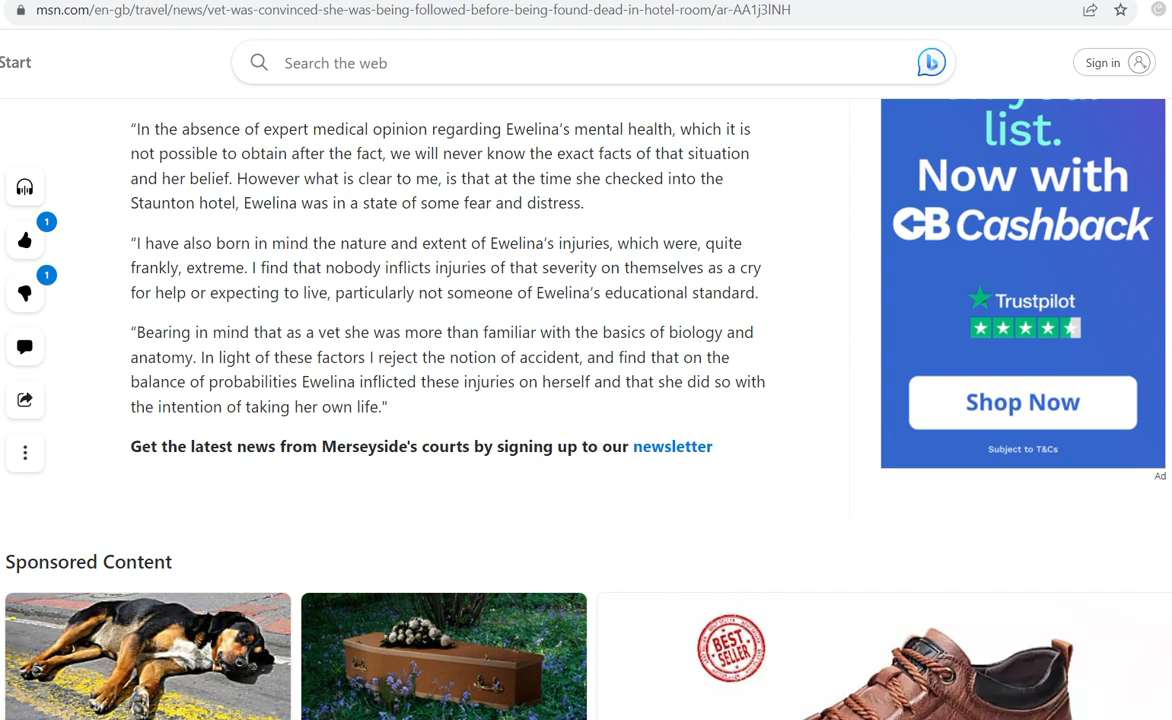 msn.com/en-gb/travel/news/vet-was-convinced-she-was-being-followed-before-being-found-dead-in-hotel-room/ar-AA1j3lNH
Start
Search the web
Sign in
“In the absence of expert medical opinion regarding Ewelina’s mental health, which it is
not possible to obtain after the fact, we will never know the exact facts of that situation
and her belief. However what is clear to me, is that at the time she checked into the
Staunton hotel, Ewelina was in a state of some fear and distress.
1
“I have also born in mind the nature and extent of Ewelina’s injuries, which were, quite
frankly, extreme. I find that nobody inflicts injuries of that severity on themselves as a cry
for help or expecting to live, particularly not someone of Ewelina’s educational standard.
1
“Bearing in mind that as a vet she was more than familiar with the basics of biology and
anatomy. In light of these factors I reject the notion of accident, and find that on the
balance of probabilities Ewelina inflicted these injuries on herself and that she did so with
the intention of taking her own life."
Get the latest news from Merseyside's courts by signing up to our newsletter
list.
Now with
CB Cashback
Trustpilot
Shop Now
Subject to T&Cs
Ad
Sponsored Content
BEST
SELLER